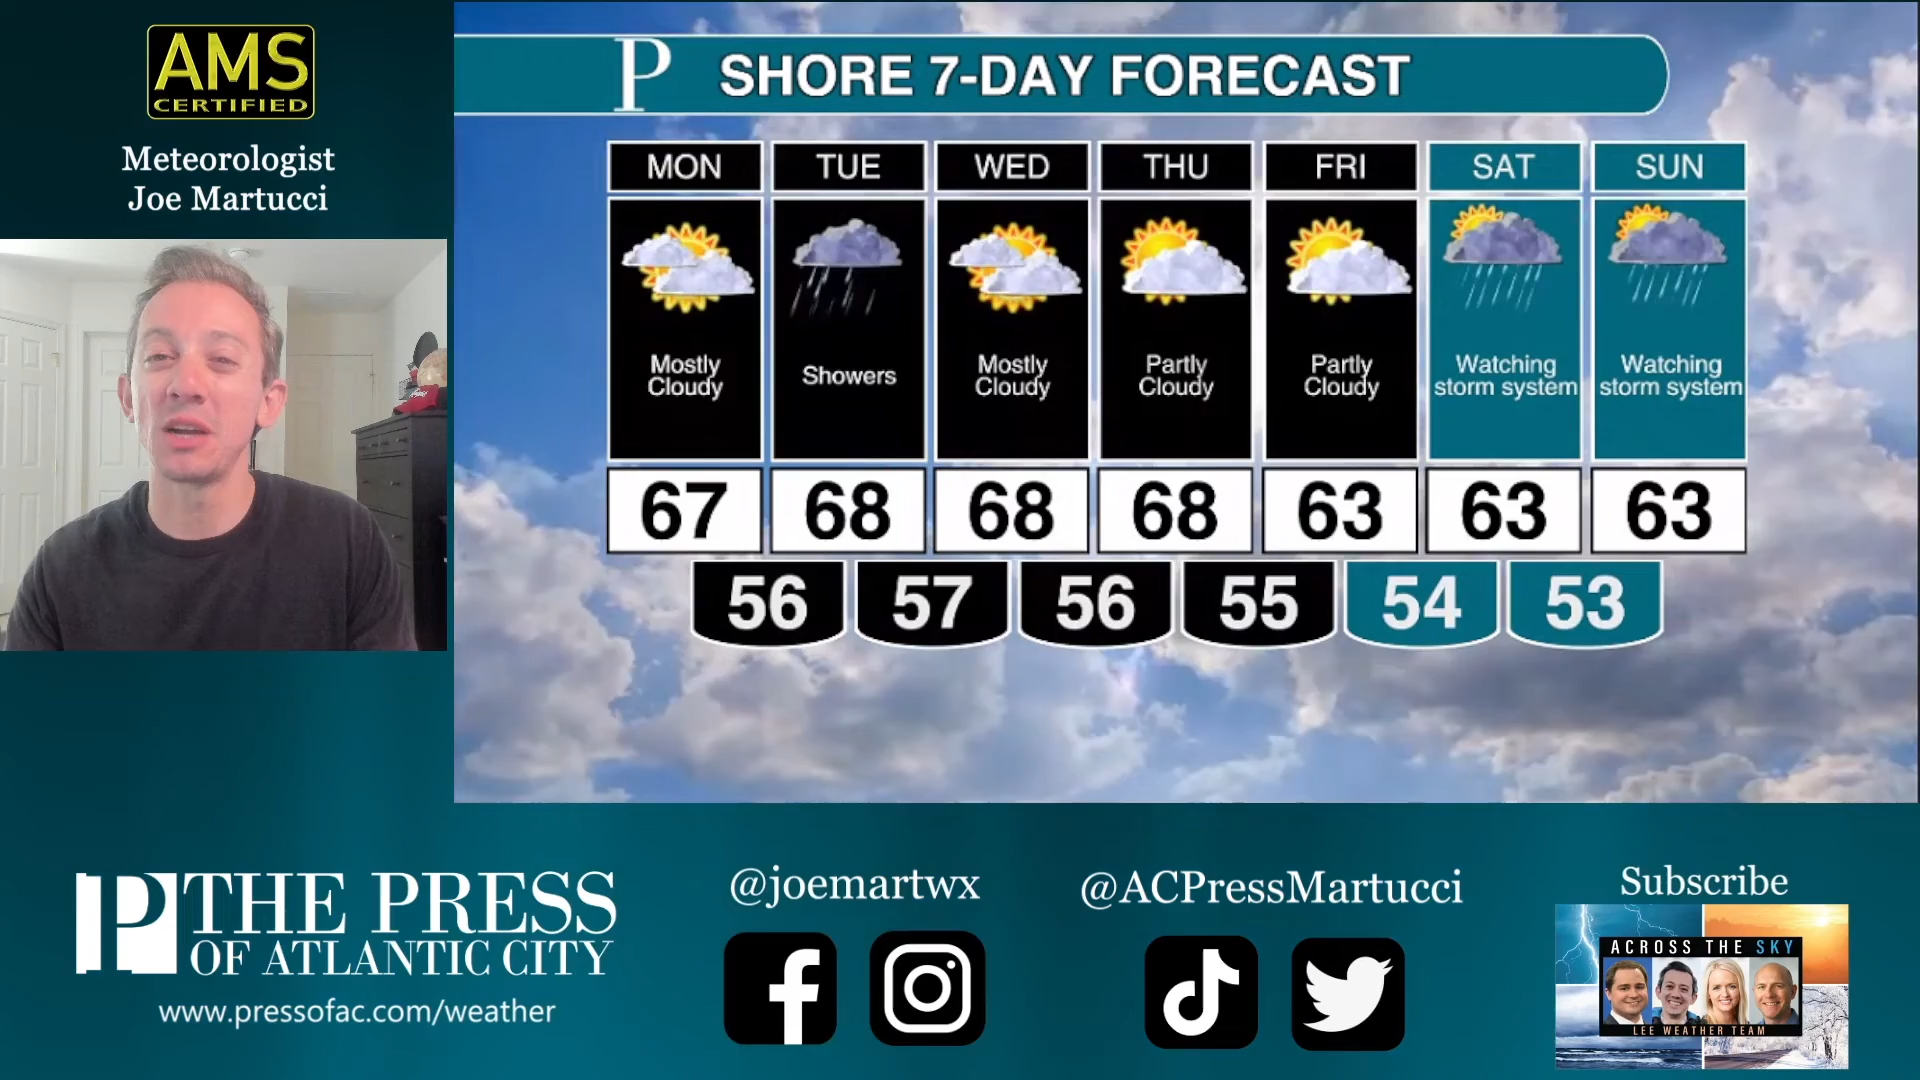 AMS
CERTIFIED
Meteorologist
Joe Martucci
P SHORE 7-DAY FORECAST
MON TUE WED THU FRI SAT SUN
Mostly
Cloudy
Showers
Mostly
Cloudy
Partly
Cloudy
Partly
Cloudy
Watching
storm system
Watching
storm system
67 68 68 68 63 63 63
56 57 56 55 54 53
P THE PRESS
OF ATLANTIC CITY
www.pressofac.com/weather
@joemartwx
@ACPressMartucci
Subscribe
ACROSS THE SKY
LEE WEATHER TEAM